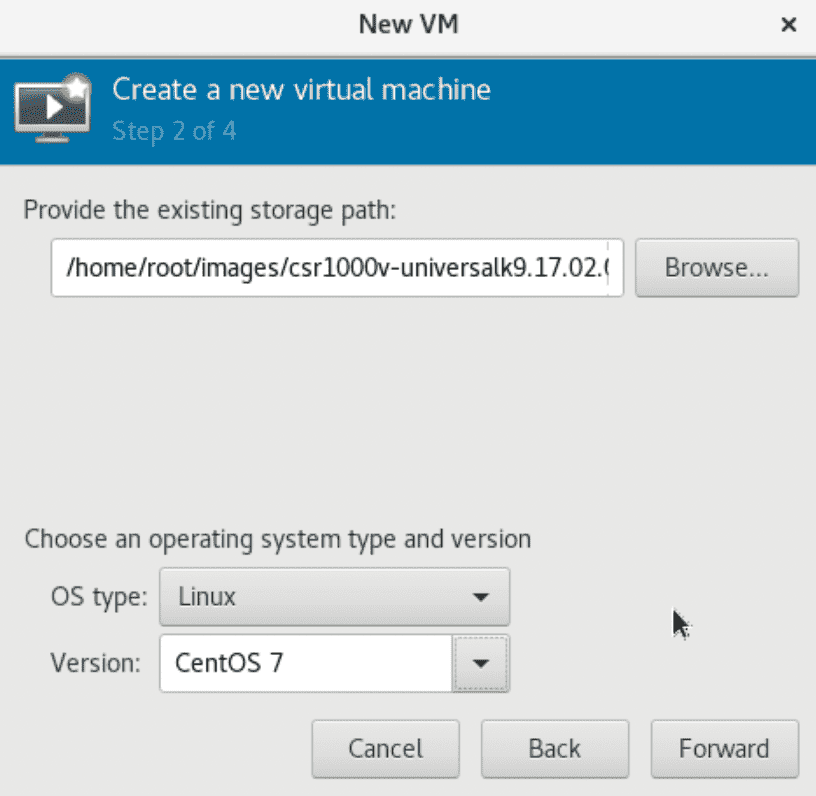 New VM
Create a new virtual machine
Step 2 of 4
Provide the existing storage path:
/home/root/images/csr1000v-universalk9.17.02.
Browse...
Choose an operating system type and version
OS type: Linux
Version: CentOS 7
Cancel Back Forward